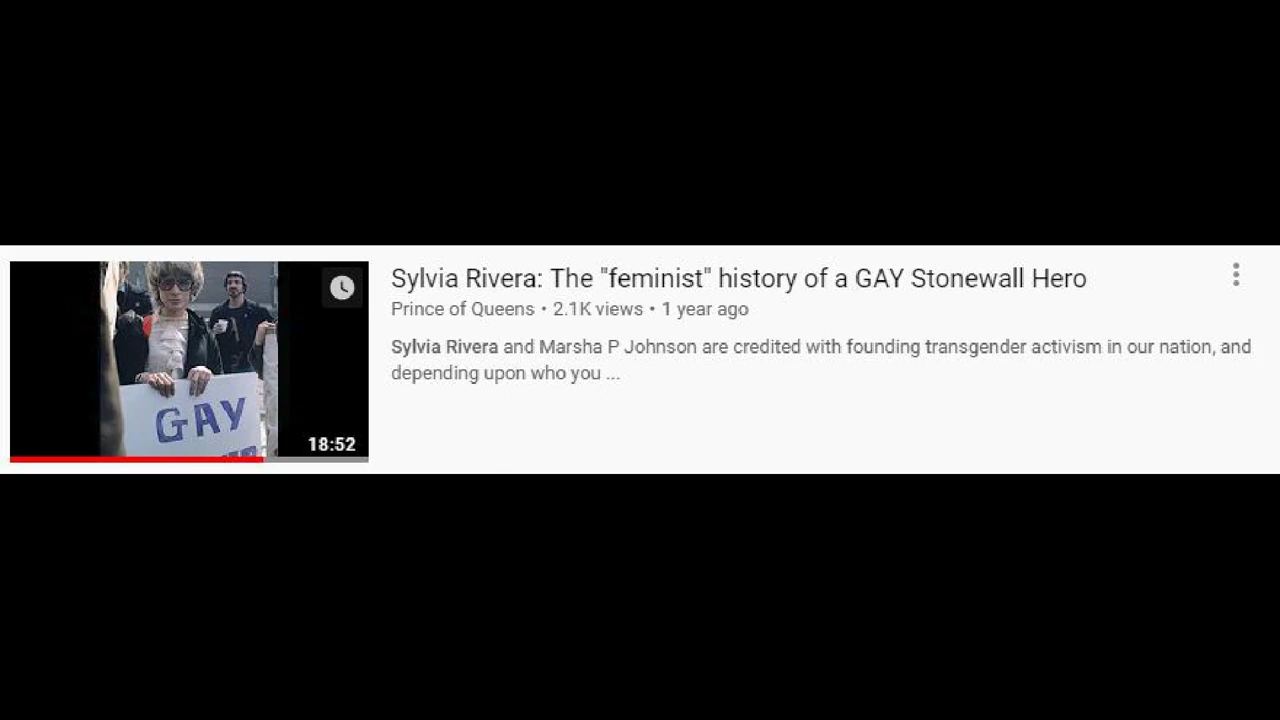 GAY
18:52
Sylvia Rivera: The "feminist" history of a GAY Stonewall Hero
Prince of Queens • 2.1K views • 1 year ago
Sylvia Rivera and Marsha P Johnson are credited with founding transgender activism in our nation, and
depending upon who you ...